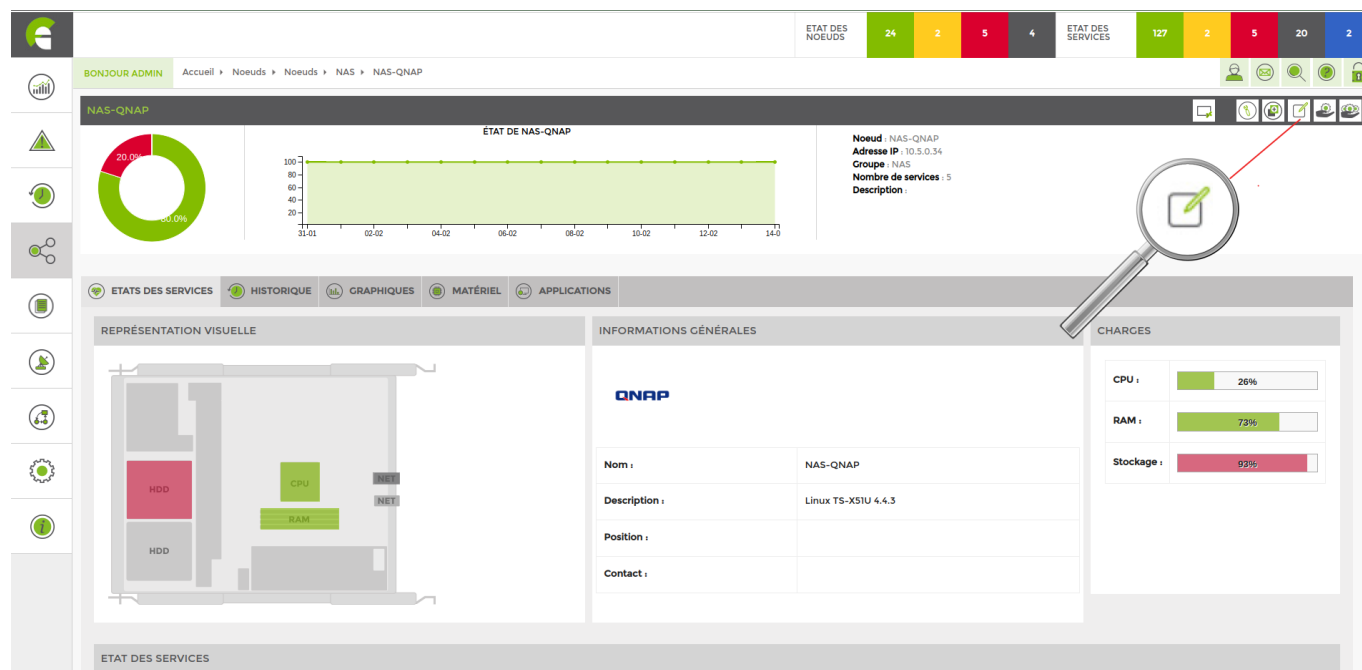 ETAT DES NOEUDS
24
2
5
4
ETAT DES SERVICES
127
2
5
20
2
BONJOUR ADMIN
Accueil
Noeuds
Noeuds
NAS
NAS-QNAP
NAS-QNAP
20.0%
80.0%
ÉTAT DE NAS-QNAP
100
80
60
40
20
31-01
02-02
04-02
06-02
08-02
10-02
12-02
14-0
Noeud : NAS-QNAP
Adresse IP : 10.5.0.34
Groupe : NAS
Nombre de services : 5
Description :
ETATS DES SERVICES
HISTORIQUE
GRAPHIQUES
MATÉRIEL
APPLICATIONS
REPRÉSENTATION VISUELLE
HDD
HDD
CPU
RAM
NET
NET
INFORMATIONS GÉNÉRALES
QNAP
Nom : NAS-QNAP
Description : Linux TS-X51U 4.4.3
Position :
Contact :
CHARGES
CPU : 26%
RAM : 73%
Stockage : 93%
ETAT DES SERVICES